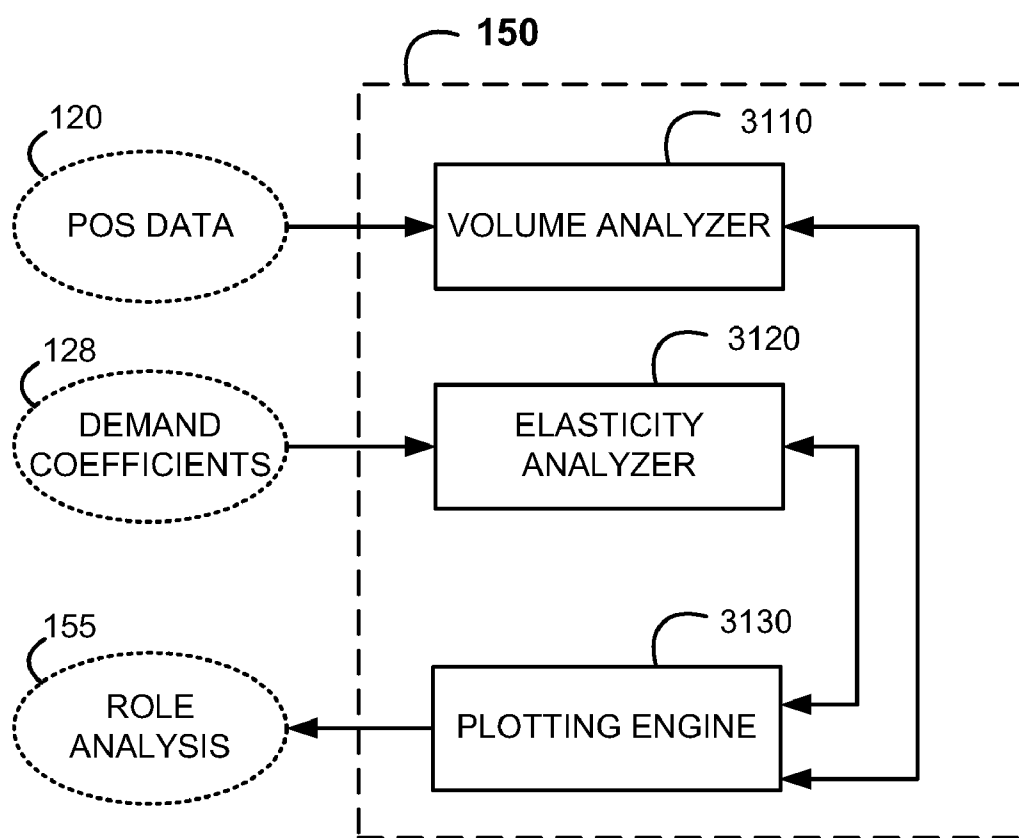 150
120
POS DATA
3110
VOLUME ANALYZER
128
DEMAND
COEFFICIENTS
3120
ELASTICITY
ANALYZER
155
ROLE
ANALYSIS
3130
PLOTTING ENGINE